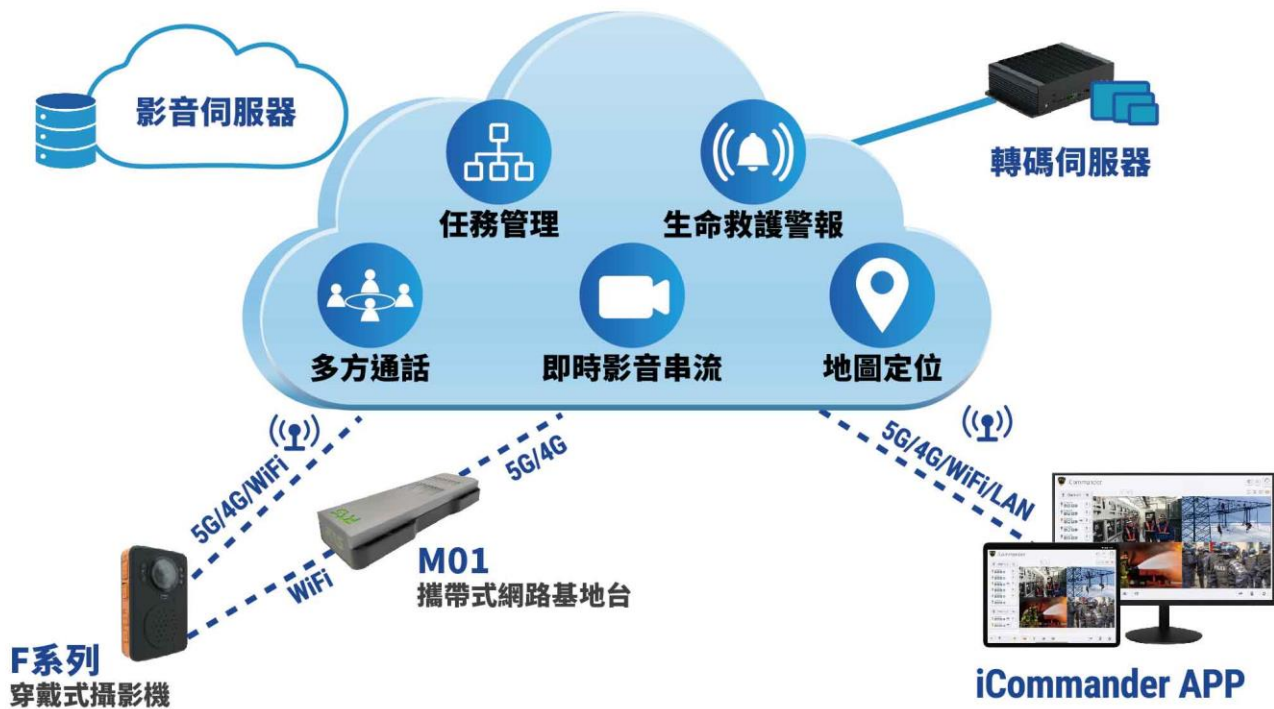 影音伺服器
轉碼伺服器
任務管理
生命救護警報
多方通話
即時影音串流
地圖定位
5G/4G/WiFi
5G/4G
5G/4G/WiFi/LAN
WiFi
M01
攜帶式網路基地台
F系列
穿戴式攝影機
iCommander
iCommander
iCommander APP